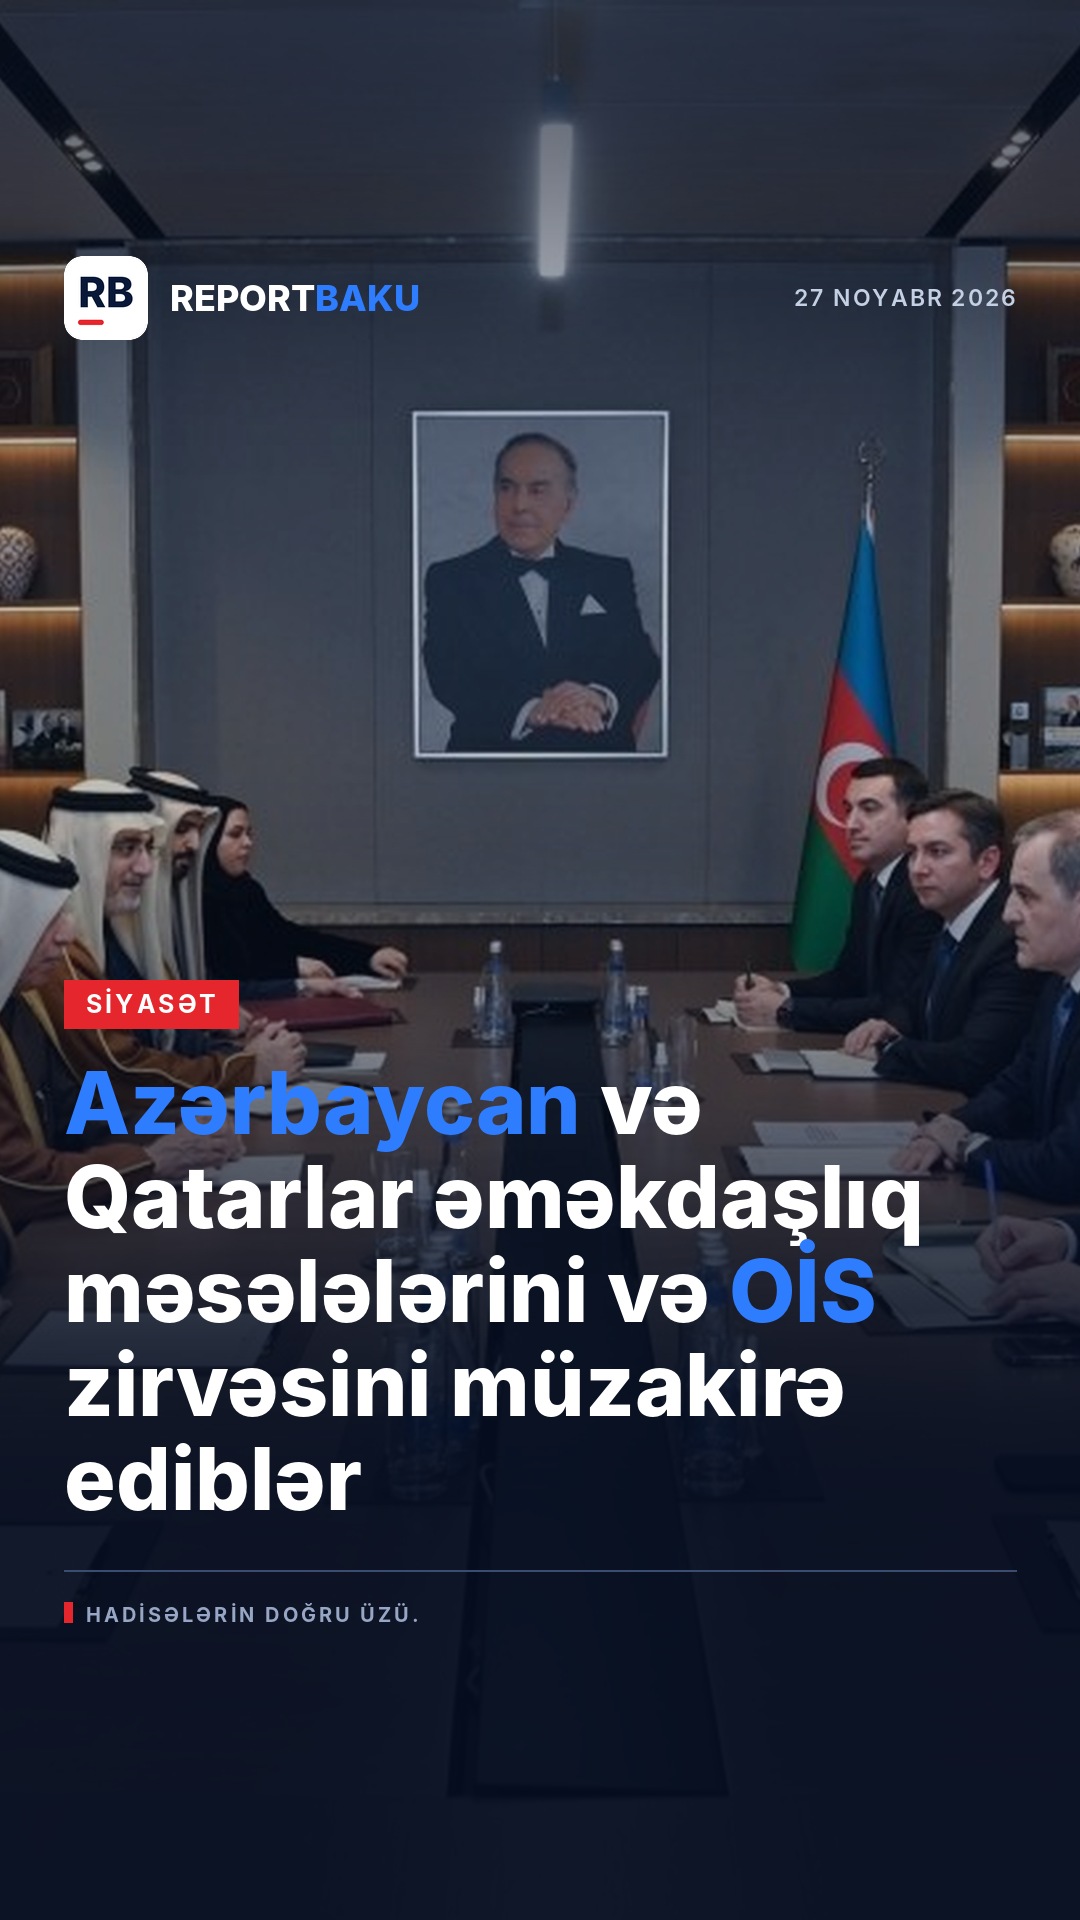 RB
REPORTBAKU
27 NOYABR 2026
SİYASƏT
Azərbaycan və
Qatarlar əməkdaşlıq
məsələlərini və OİS
zirvəsini müzakirə
ediblər
HADİSƏLƏRİN DOĞRU ÜZÜ.